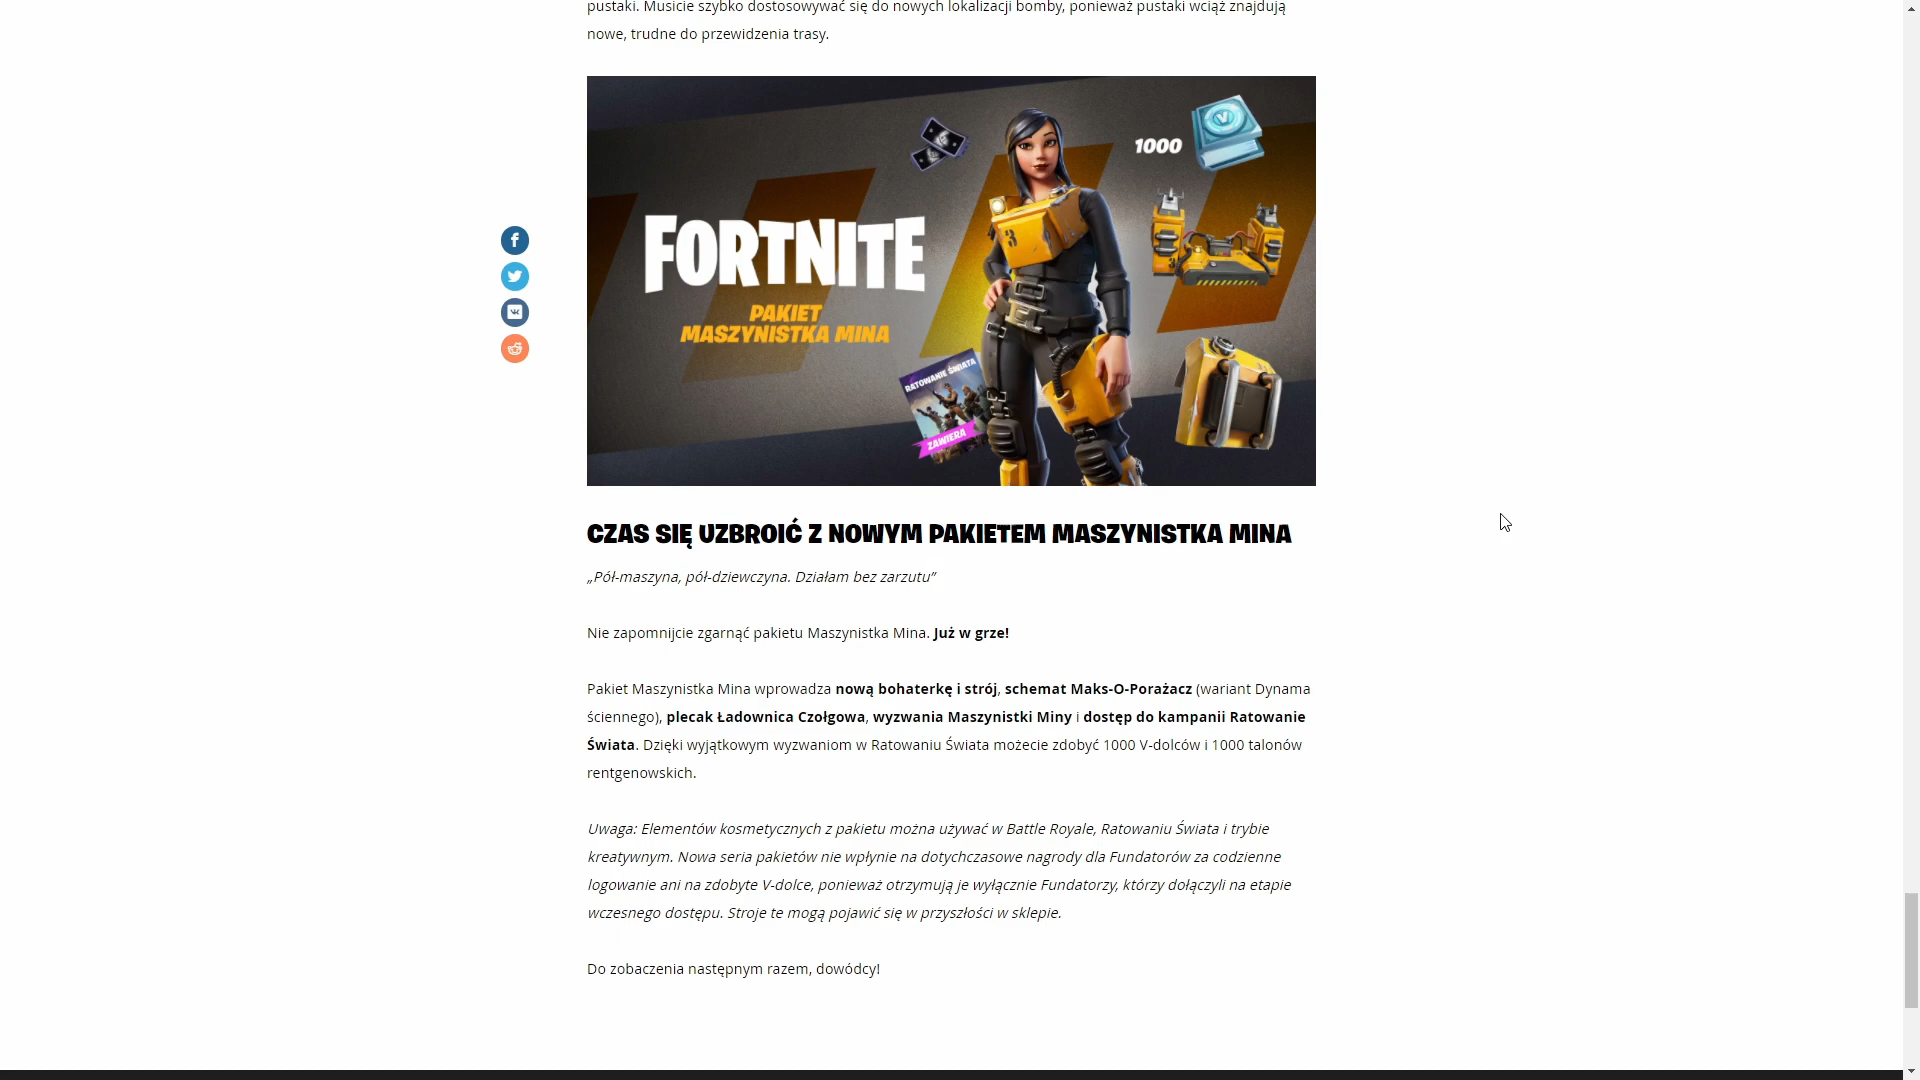 pustaki. Musicie szybko dostosowywać się do nowych lokalizacji bomby, ponieważ pustaki wciąż znajdują
nowe, trudne do przewidzenia trasy.
1000
FORTNITE
PAKIET
MASZYNISTKA MINA
3
RATOWANIE ŚWIATA
ZAWIERA
CZAS SIĘ UZBROIĆ Z NOWYM PAKIETEM MASZYNISTKA MINA
„Pół-maszyna, pół-dziewczyna. Działam bez zarzutu”
Nie zapomnijcie zgarnąć pakietu Maszynistka Mina. Już w grze!
Pakiet Maszynistka Mina wprowadza nową bohaterkę i strój, schemat Maks-O-Porażacz (wariant Dynama
ściennego), plecak Ładownica Czołgowa, wyzwania Maszynistki Miny i dostęp do kampanii Ratowanie
Świata. Dzięki wyjątkowym wyzwaniom w Ratowaniu Świata możecie zdobyć 1000 V-dolców i 1000 talonów
rentgenowskich.
Uwaga: Elementów kosmetycznych z pakietu można używać w Battle Royale, Ratowaniu Świata i trybie
kreatywnym. Nowa seria pakietów nie wpłynie na dotychczasowe nagrody dla Fundatorów za codzienne
logowanie ani na zdobyte V-dolce, ponieważ otrzymują je wyłącznie Fundatorzy, którzy dołączyli na etapie
wczesnego dostępu. Stroje te mogą pojawić się w przyszłości w sklepie.
Do zobaczenia następnym razem, dowódcy!